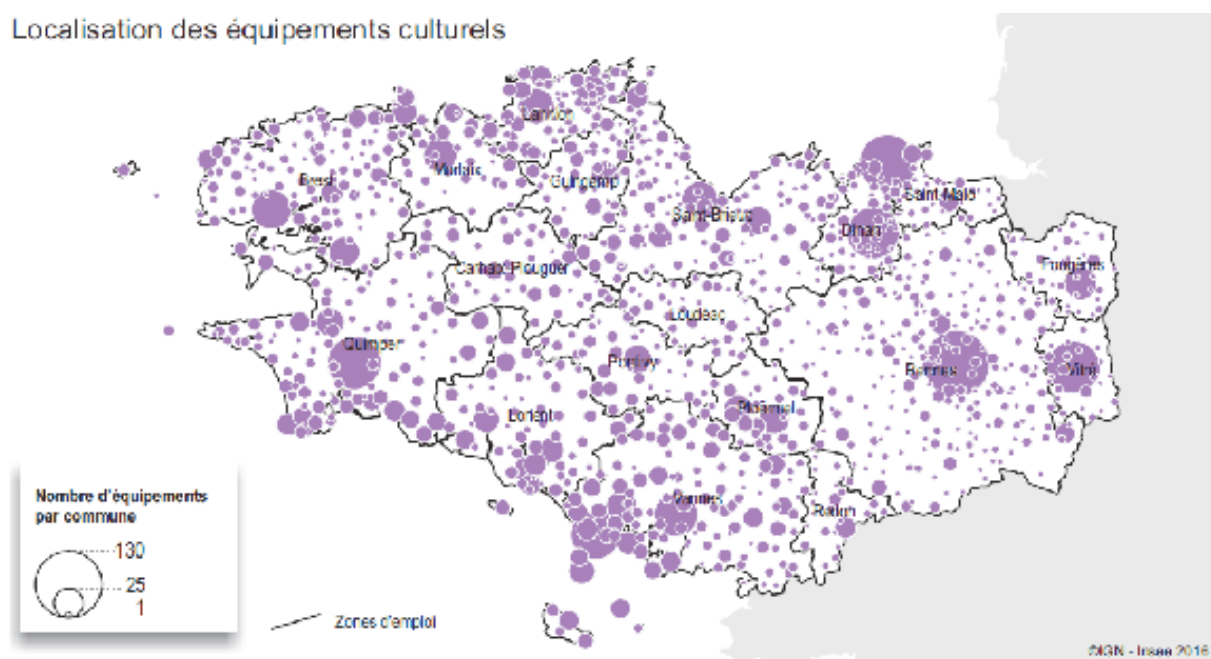 Localisation des équipements culturels
Lannion
Morlaix
Brest
Guingamp
Saint-Malo
Saint-Brieuc
Dinan
Fougères
Carhaix-Plouguer
Loudéac
Quimper
Pontivy
Rennes
Vitré
Ploërmel
Lorient
Vannes
Redon
Nombre d'équipements
par commune
130
25
1
Zones d'emploi
©IGN - Insee 2016